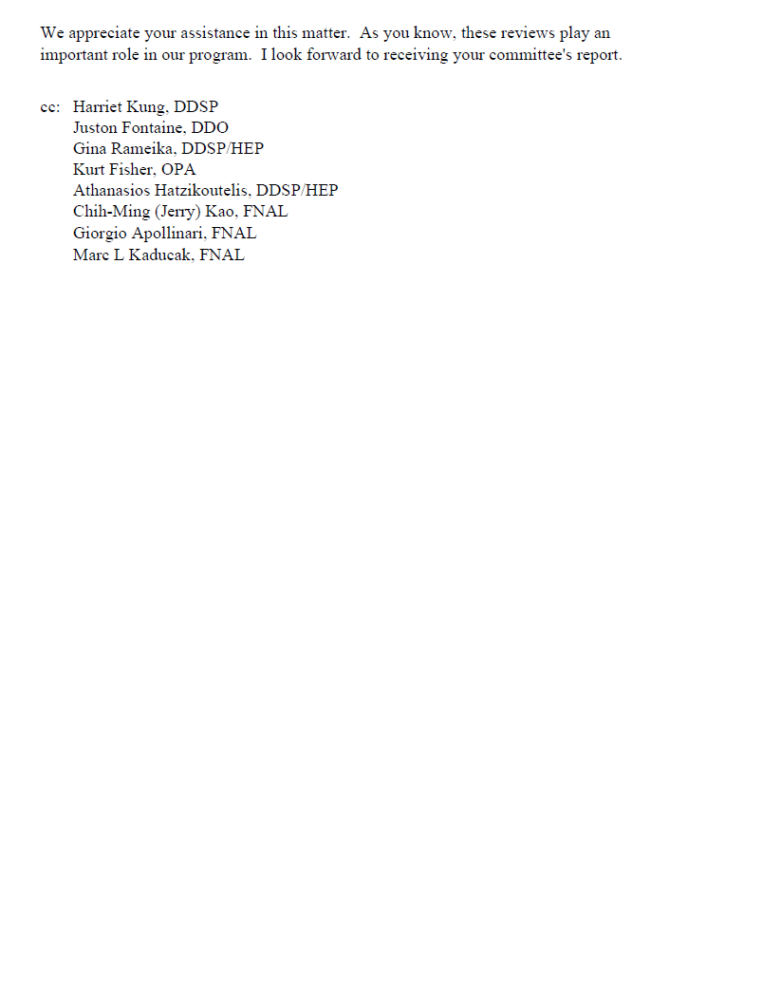 We appreciate your assistance in this matter.  As you know, these reviews play an
important role in our program.  I look forward to receiving your committee's report.
cc:   Harriet Kung, DDSP
Juston Fontaine, DDO
Gina Rameika, DDSP/HEP
Kurt Fisher, OPA
Athanasios Hatzikoutelis, DDSP/HEP
Chih-Ming (Jerry) Kao, FNAL
Giorgio Apollinari, FNAL
Marc L Kaducak, FNAL